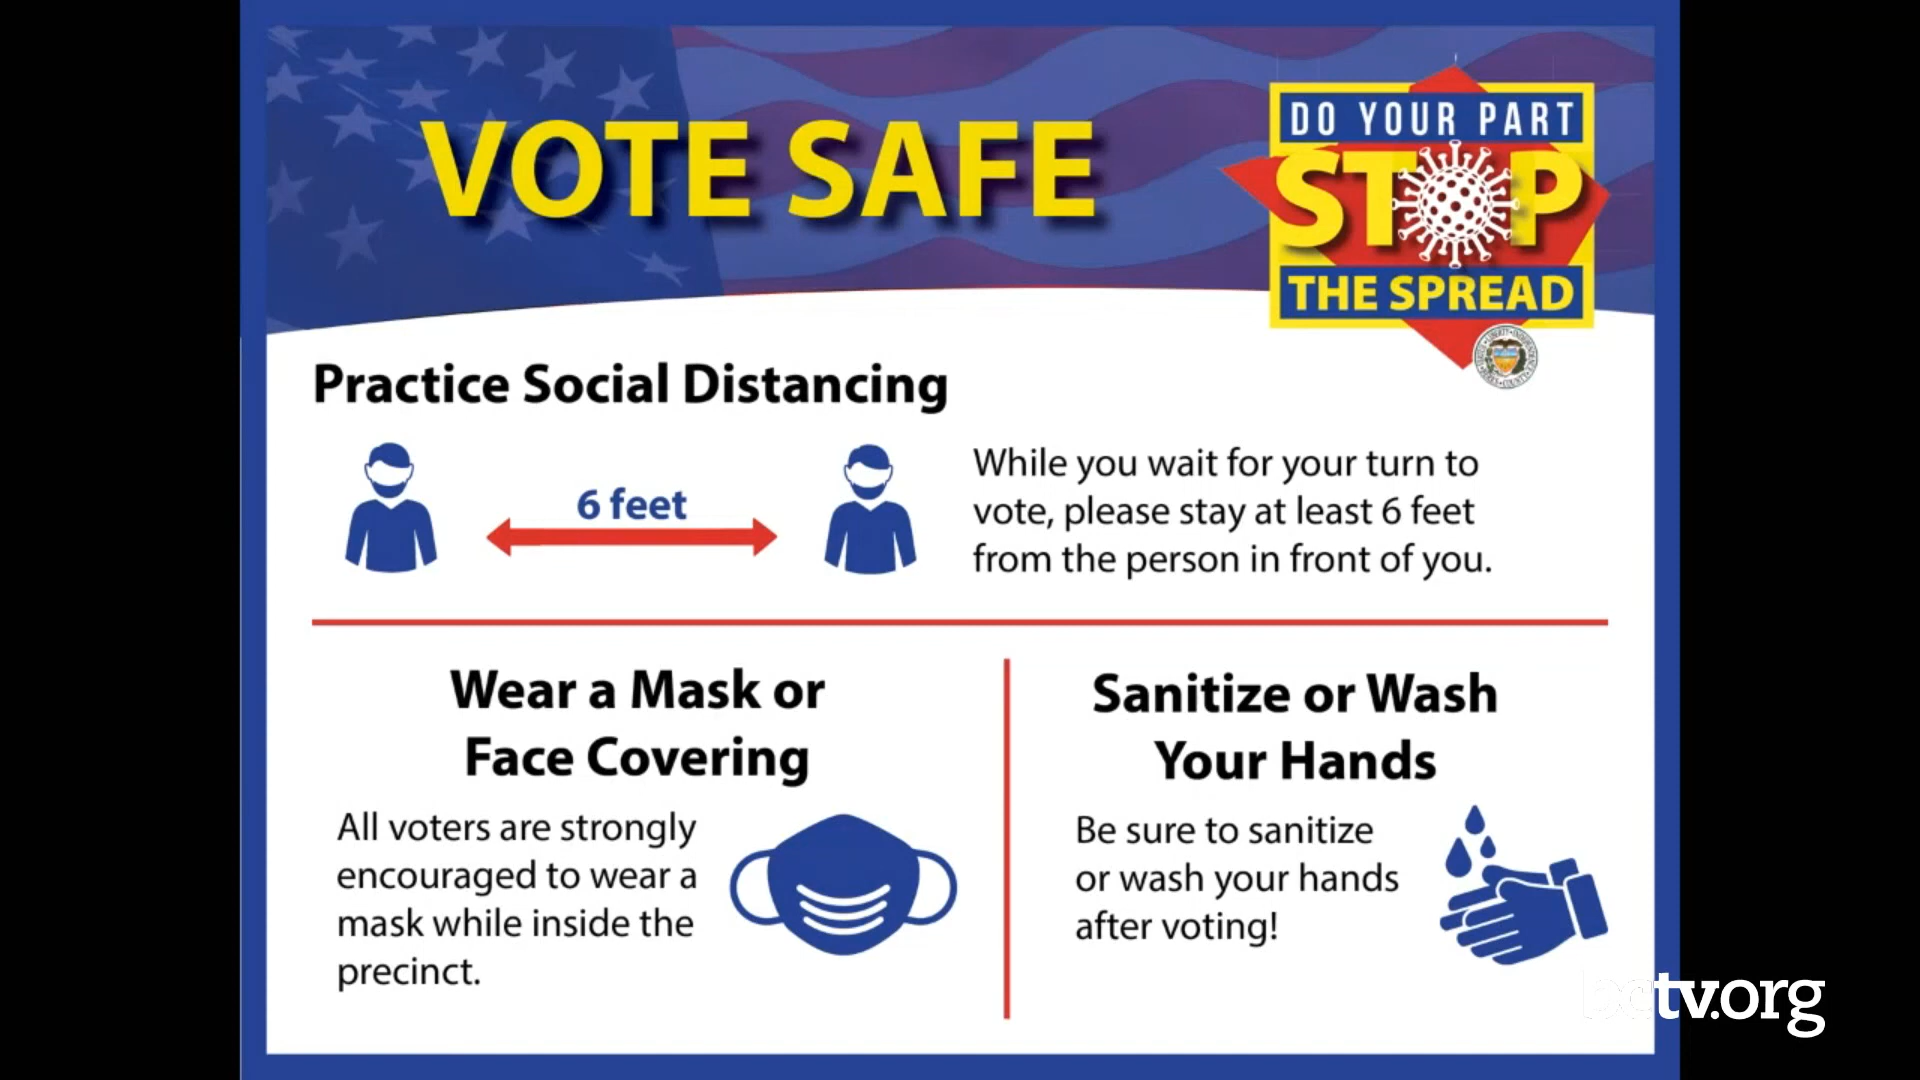 VOTE SAFE
DO YOUR PART
STOP
THE SPREAD
Practice Social Distancing
6 feet
While you wait for your turn to
vote, please stay at least 6 feet
from the person in front of you.
Wear a Mask or
Face Covering
All voters are strongly
encouraged to wear a
mask while inside the
precinct.
Sanitize or Wash
Your Hands
Be sure to sanitize
or wash your hands
after voting!
bctv.org